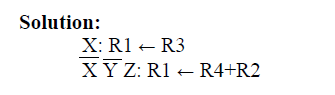 Solution:
X: R1 ← R3
X̅ Y̅ Z: R1 ← R4+R2